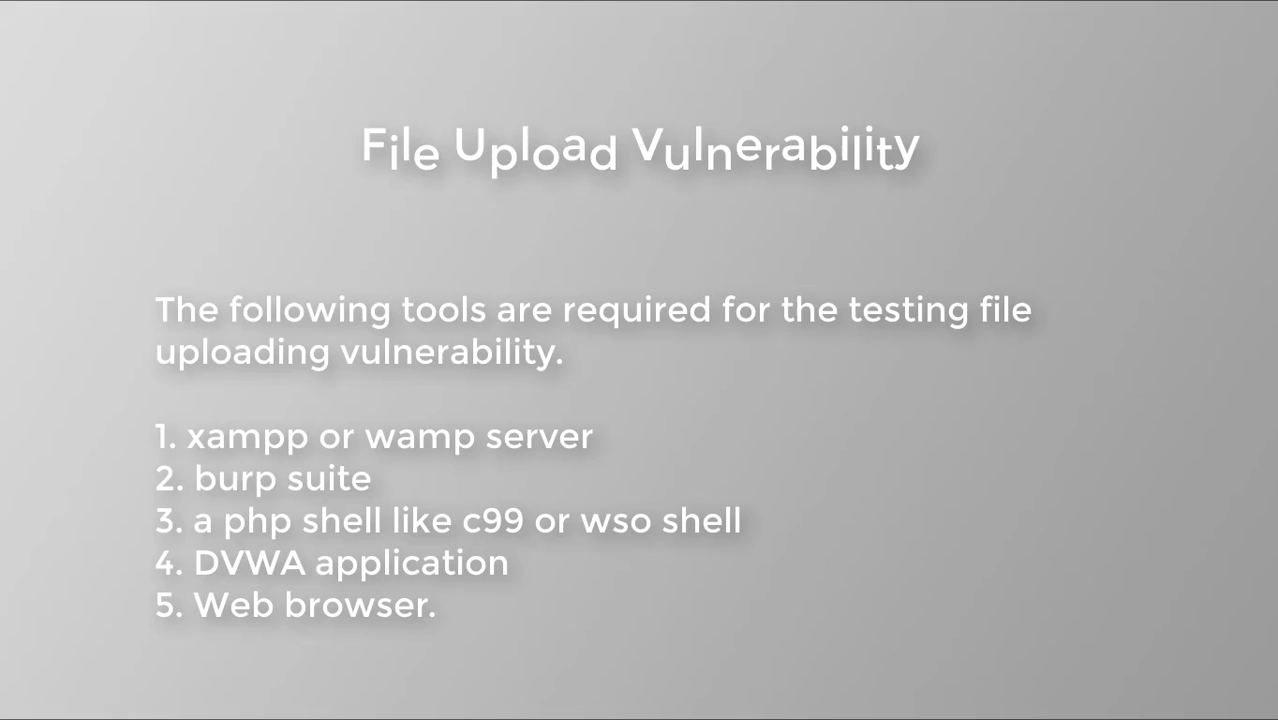 File Upload Vulnerability
The following tools are required for the testing file
uploading vulnerability.
1. xampp or wamp server
2. burp suite
3. a php shell like c99 or wso shell
4. DVWA application
5. Web browser.